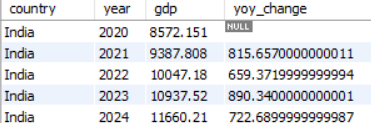 country year gdp yoy_change
India 2020 8572.151 NULL
India 2021 9387.808 815.6570000000011
India 2022 10047.18 659.3719999999994
India 2023 10937.52 890.3400000000001
India 2024 11660.21 722.6899999999987